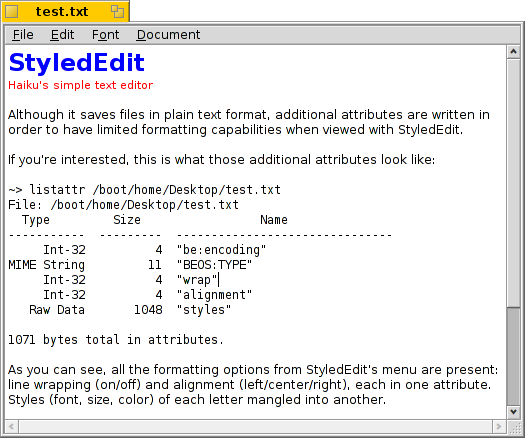 test.txt
File Edit Font Document
StyledEdit
Haiku's simple text editor
Although it saves files in plain text format, additional attributes are written in
order to have limited formatting capabilities when viewed with StyledEdit.
If you're interested, this is what those additional attributes look like:
~> listattr /boot/home/Desktop/test.txt
File: /boot/home/Desktop/test.txt
  Type         Size                 Name
-----------  ---------  -------------------------------
     Int-32          4  "be:encoding"
MIME String         11  "BEOS:TYPE"
     Int-32          4  "wrap"
     Int-32          4  "alignment"
   Raw Data       1048  "styles"
1071 bytes total in attributes.
As you can see, all the formatting options from StyledEdit's menu are present:
line wrapping (on/off) and alignment (left/center/right), each in one attribute.
Styles (font, size, color) of each letter mangled into another.